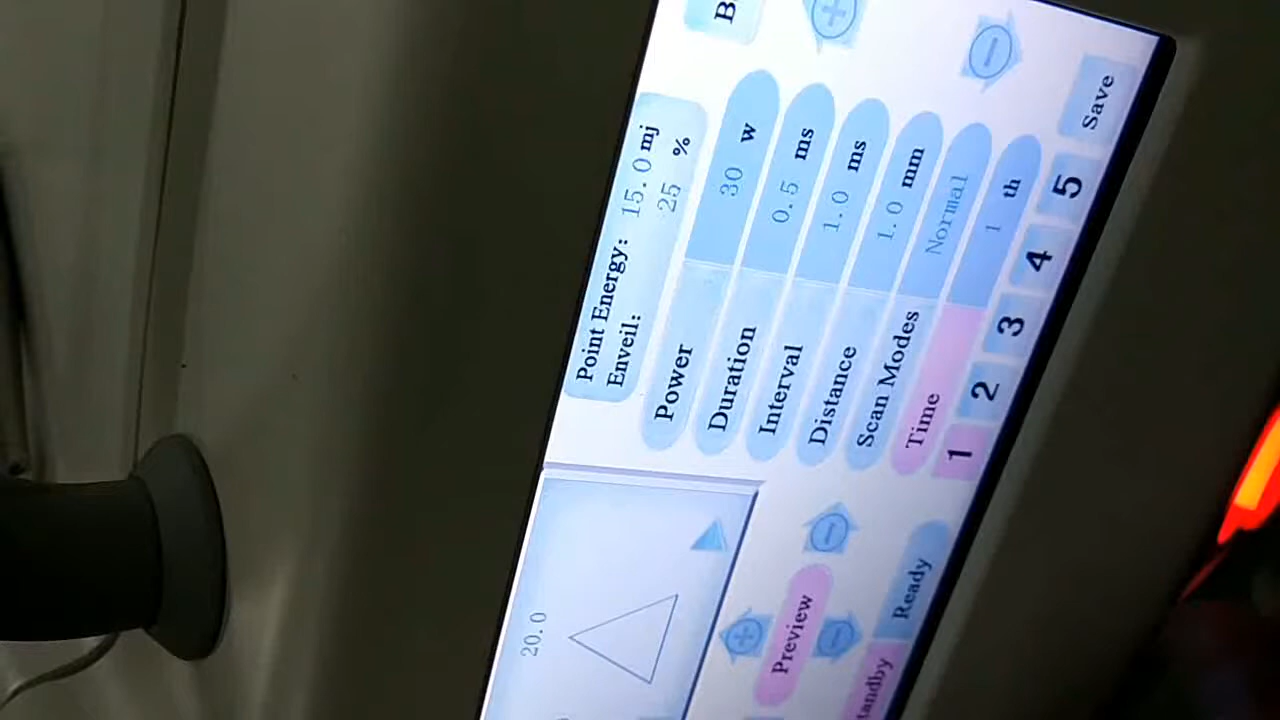 Point Energy: 15.0 mj
Enveil: 25 %
Power 30 w
Duration 0.5 ms
Interval 1.0 ms
Distance 1.0 mm
Scan Modes Normal
Time 1 th
1 2 3 4 5 Save
20.0
Preview
Ready